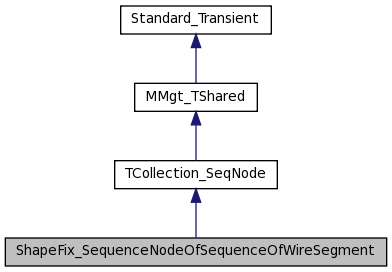 Standard_Transient
MMgt_TShared
TCollection_SeqNode
ShapeFix_SequenceNodeOfSequenceOfWireSegment